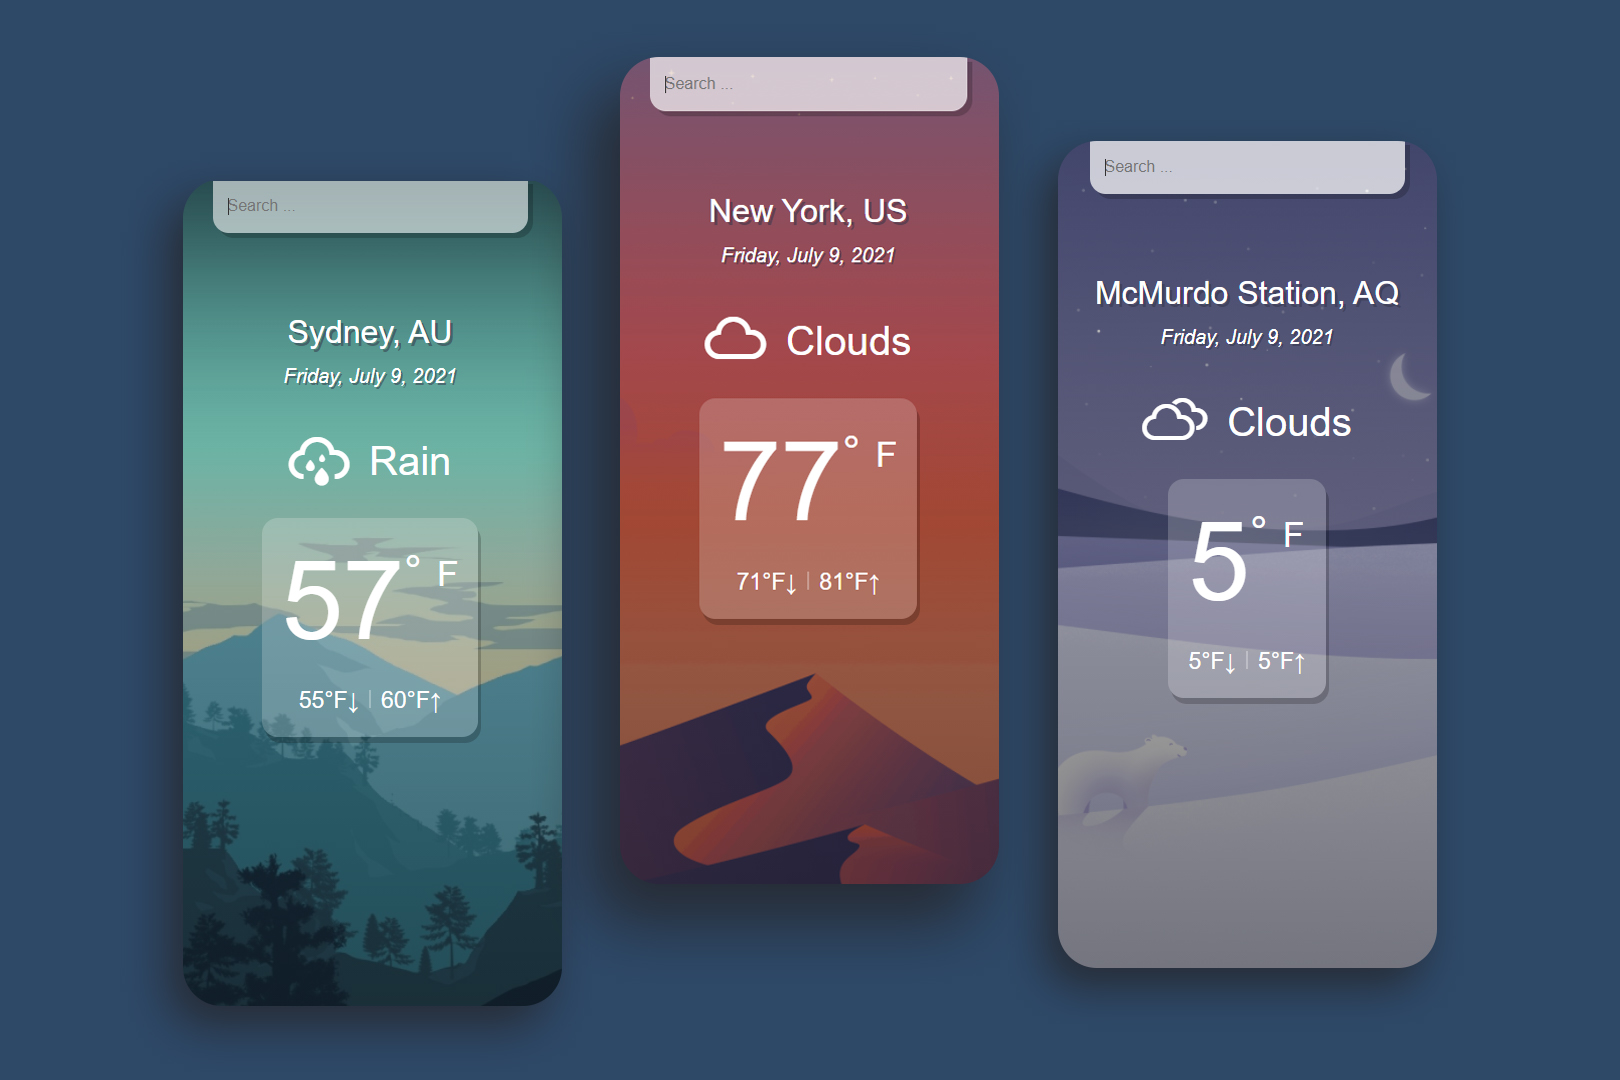 Search ...
Sydney, AU
Friday, July 9, 2021
Rain
57° F
55°F↓ | 60°F↑
Search ...
New York, US
Friday, July 9, 2021
Clouds
77° F
71°F↓ | 81°F↑
Search ...
McMurdo Station, AQ
Friday, July 9, 2021
Clouds
5° F
5°F↓ | 5°F↑